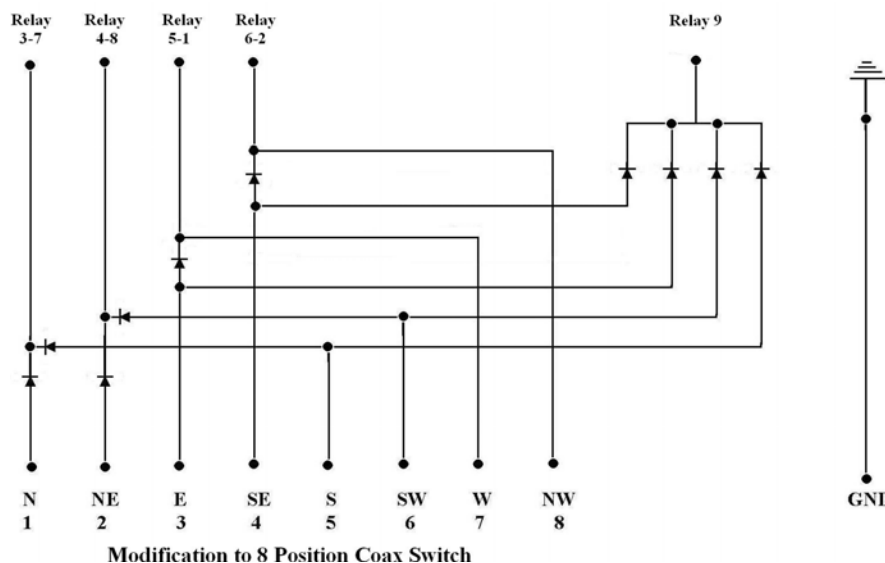 Relay Relay Relay Relay Relay 9
3-7 4-8 5-1 6-2
N NE E SE S SW W NW GNI
1 2 3 4 5 6 7 8
Modification to 8 Position Coax Switch